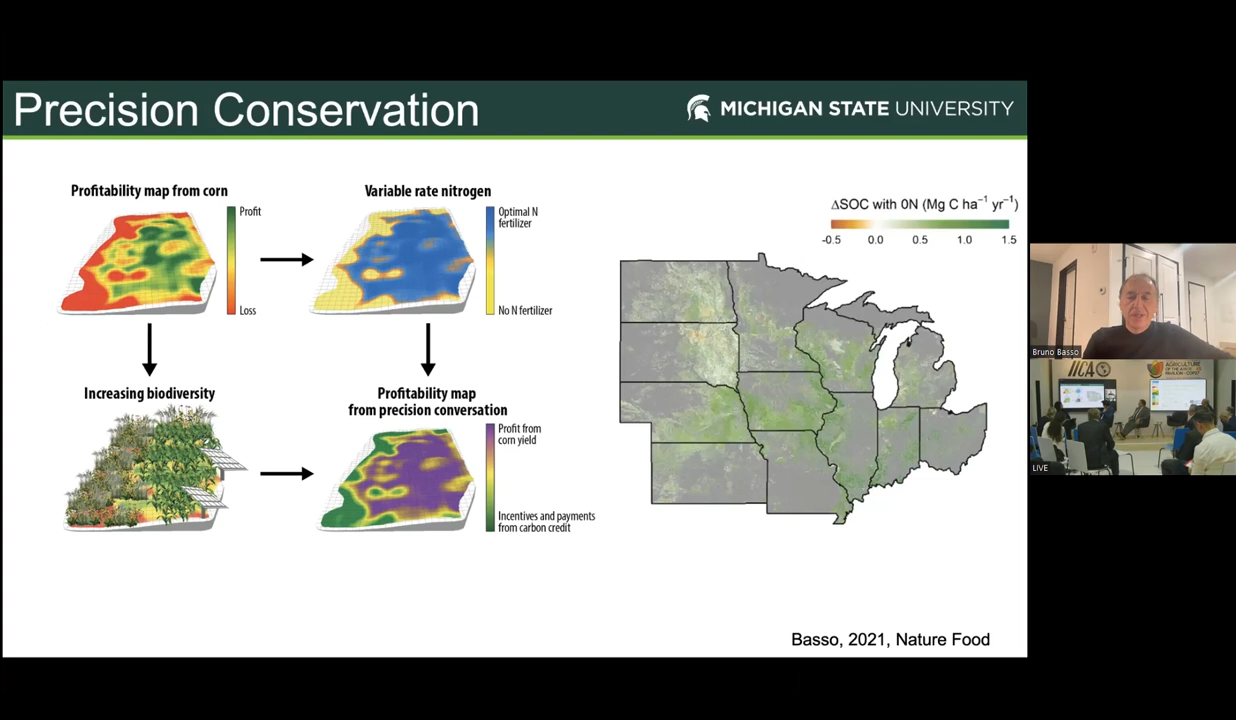 Precision Conservation
MICHIGAN STATE UNIVERSITY
Profitability map from corn
Profit
Loss
Variable rate nitrogen
Optimal N
fertilizer
No N fertilizer
Increasing biodiversity
Profitability map
from precision conversation
Profit from
corn yield
Incentives and payments
from carbon credit
ΔSOC with 0N (Mg C ha⁻¹ yr⁻¹)
-0.5 0.0 0.5 1.0 1.5
Basso, 2021, Nature Food
Bruno Basso
IICA
AGRICULTURE
LIVE